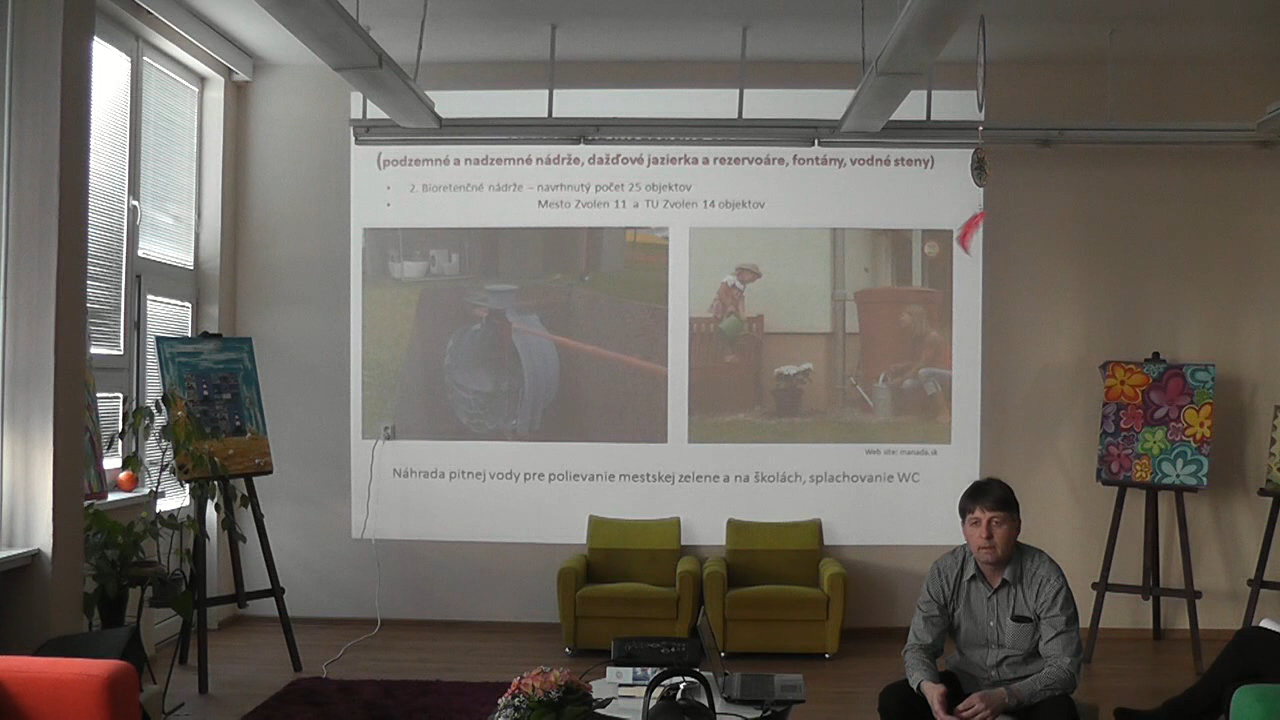 (podzemné a nadzemné nádrže, dažďové jazierka a rezervoáre, fontány, vodné steny)
• 2. Bioretenčné nádrže – navrhnutý počet 25 objektov
• Mesto Zvolen 11 a TU Zvolen 14 objektov
Web site: manada.sk
Náhrada pitnej vody pre polievanie mestskej zelene a na školách, splachovanie WC